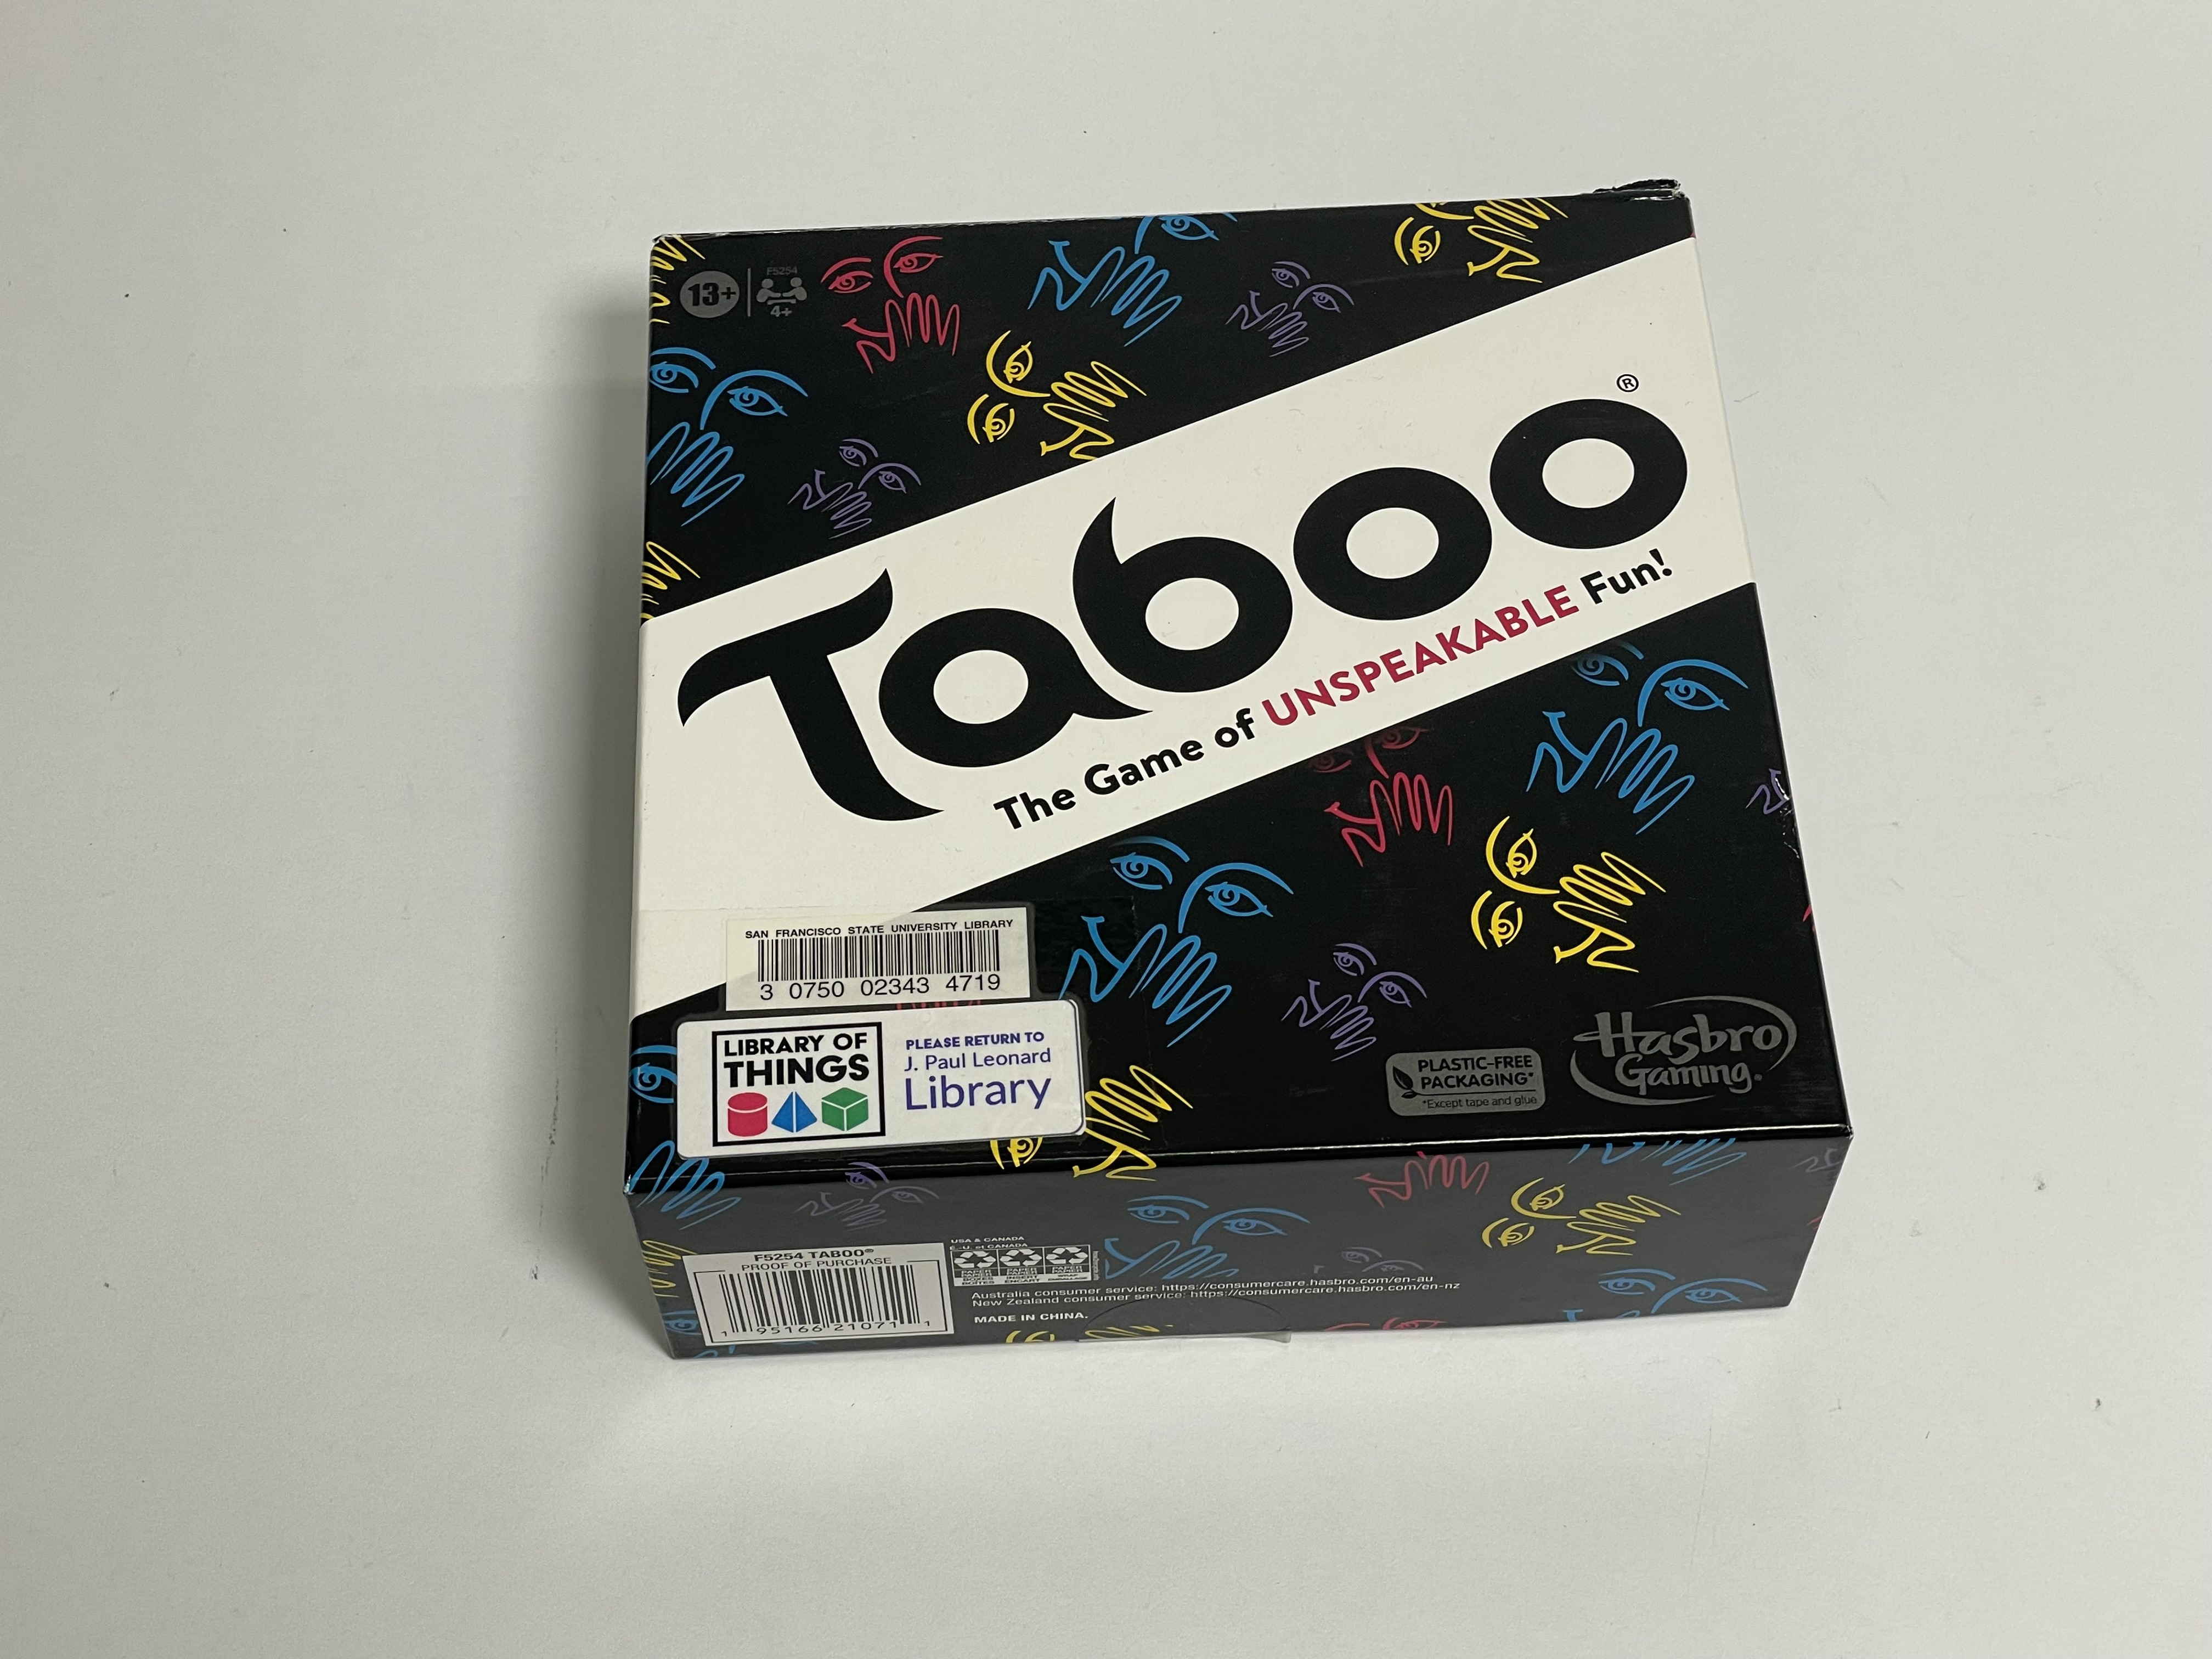 13+
F5254
4+
Taboo®
The Game of UNSPEAKABLE Fun!
SAN FRANCISCO STATE UNIVERSITY LIBRARY
3 0750 02343 4719
LIBRARY OF
THINGS
PLEASE RETURN TO
J. Paul Leonard
Library
PLASTIC-FREE
PACKAGING*
*Except tape and glue
Hasbro
Gaming®
F5254 TABOO®
PROOF OF PURCHASE
1 95166 21071 1
USA & CANADA
É.-U. et CANADA
Australia consumer service: https://consumercare.hasbro.com/en-au
New Zealand consumer service: https://consumercare.hasbro.com/en-nz
MADE IN CHINA.